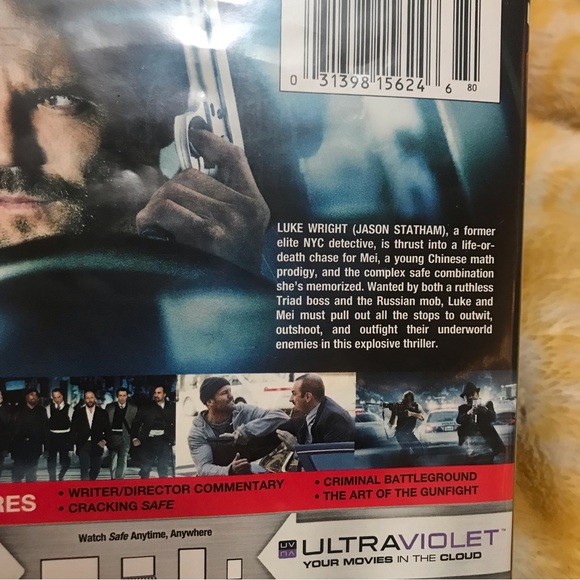 0 31398 15624 6 80
LUKE WRIGHT (JASON STATHAM), a former
elite NYC detective, is thrust into a life-or-
death chase for Mei, a young Chinese math
prodigy, and the complex safe combination
she's memorized. Wanted by both a ruthless
Triad boss and the Russian mob, Luke and
Mei must pull out all the stops to outwit,
outshoot, and outfight their underworld
enemies in this explosive thriller.
RES
• WRITER/DIRECTOR COMMENTARY
• CRACKING SAFE
• CRIMINAL BATTLEGROUND
• THE ART OF THE GUNFIGHT
Watch Safe Anytime, Anywhere
UV
ULTRAVIOLET™
YOUR MOVIES IN THE CLOUD